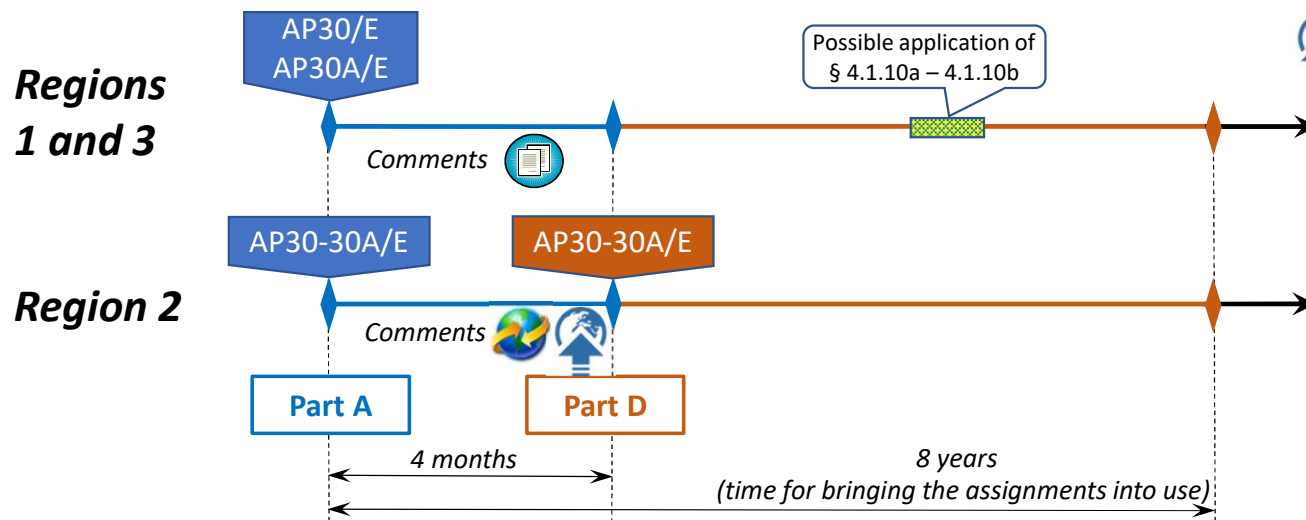 AP30/E
AP30A/E
Possible application of
§ 4.1.10a – 4.1.10b
Regions
1 and 3
Comments
AP30-30A/E
AP30-30A/E
Region 2
Comments
Part A
Part D
4 months
8 years
(time for bringing the assignments into use)